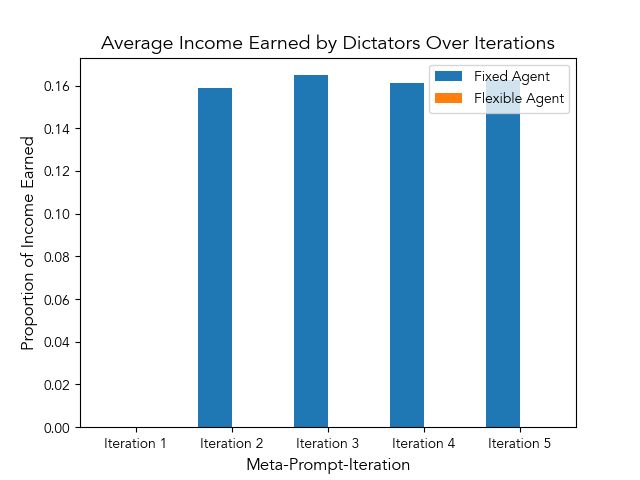 Average Income Earned by Dictators Over Iterations
Fixed Agent
Flexible Agent
Proportion of Income Earned
0.16
0.14
0.12
0.10
0.08
0.06
0.04
0.02
0.00
Iteration 1
Iteration 2
Iteration 3
Iteration 4
Iteration 5
Meta-Prompt-Iteration